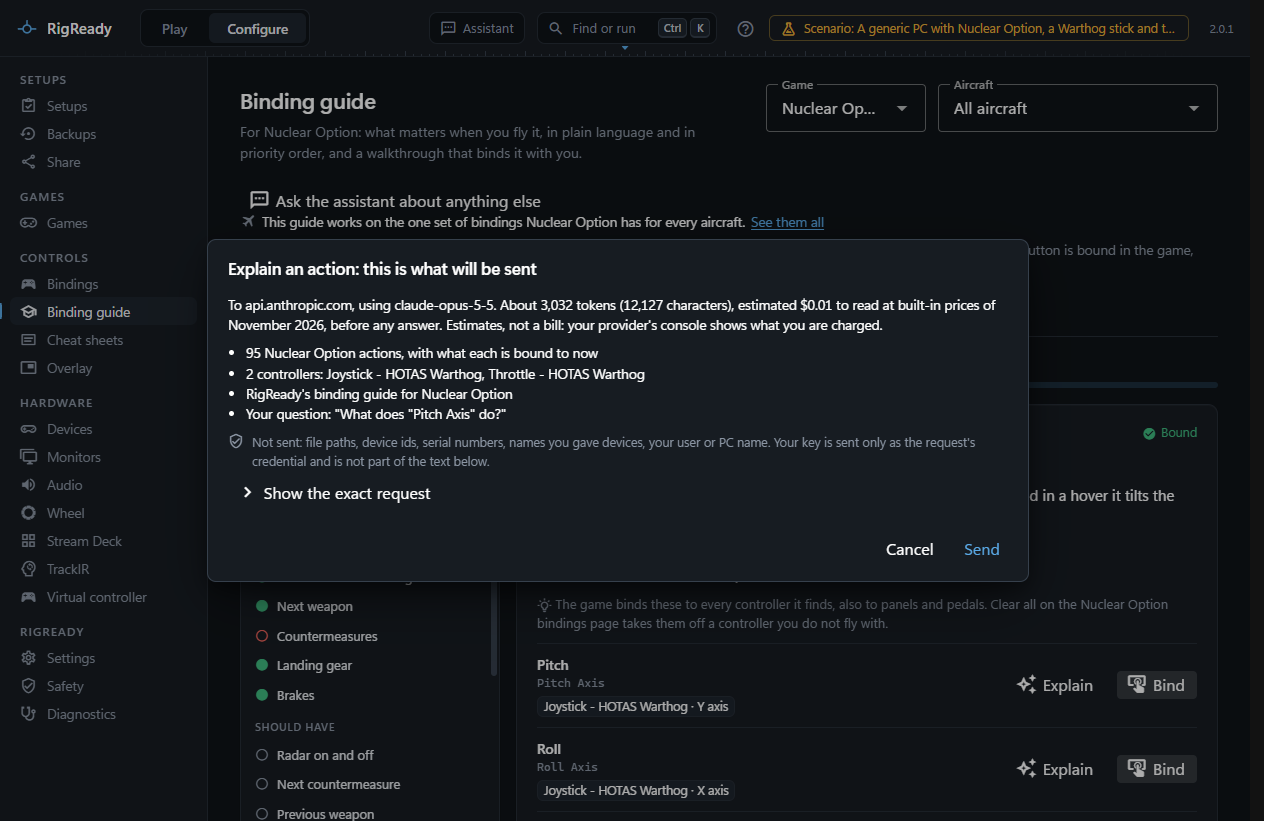 RigReady
Play
Configure
Assistant
Find or run
Ctrl
K
Scenario: A generic PC with Nuclear Option, a Warthog stick and t...
2.0.1
SETUPS
Setups
Backups
Share
GAMES
Games
CONTROLS
Bindings
Binding guide
Cheat sheets
Overlay
HARDWARE
Devices
Monitors
Audio
Wheel
Stream Deck
TrackIR
Virtual controller
RIGREADY
Settings
Safety
Diagnostics
Binding guide
For Nuclear Option: what matters when you fly it, in plain language and in
priority order, and a walkthrough that binds it with you.
Game
Nuclear Op...
Aircraft
All aircraft
Ask the assistant about anything else
This guide works on the one set of bindings Nuclear Option has for every aircraft. See them all
utton is bound in the game,
Explain an action: this is what will be sent
To api.anthropic.com, using claude-opus-5-5. About 3,032 tokens (12,127 characters), estimated $0.01 to read at built-in prices of
November 2026, before any answer. Estimates, not a bill: your provider's console shows what you are charged.
95 Nuclear Option actions, with what each is bound to now
2 controllers: Joystick - HOTAS Warthog, Throttle - HOTAS Warthog
RigReady's binding guide for Nuclear Option
Your question: "What does "Pitch Axis" do?"
Not sent: file paths, device ids, serial numbers, names you gave devices, your user or PC name. Your key is sent only as the request's
credential and is not part of the text below.
Show the exact request
Cancel
Send
Bound
d in a hover it tilts the
Next weapon
Countermeasures
Landing gear
Brakes
SHOULD HAVE
Radar on and off
Next countermeasure
Previous weapon
The game binds these to every controller it finds, also to panels and pedals. Clear all on the Nuclear Option
bindings page takes them off a controller you do not fly with.
Pitch
Pitch Axis
Joystick - HOTAS Warthog · Y axis
Explain
Bind
Roll
Roll Axis
Joystick - HOTAS Warthog · X axis
Explain
Bind